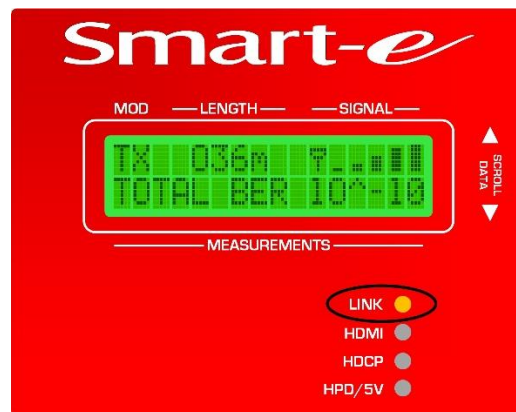 Smart-e
MOD LENGTH SIGNAL
TX 036m
TOTAL BER 10^-10
SCROLL
DATA
MEASUREMENTS
LINK
HDMI
HDCP
HPD/5V